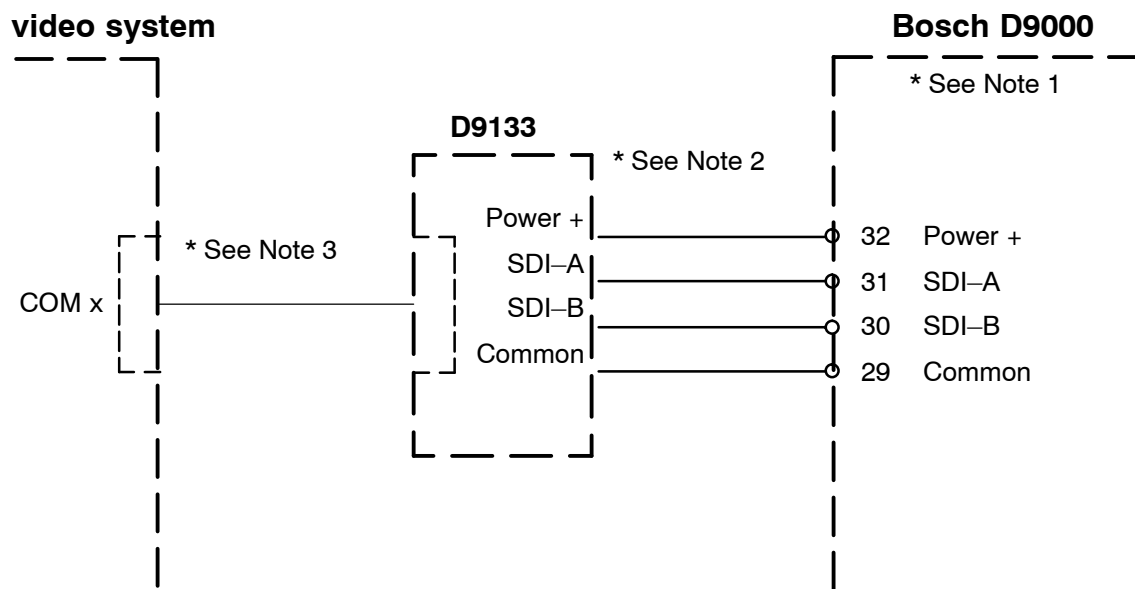 video system
Bosch D9000
* See Note 1
D9133
* See Note 2
Power +
32 Power +
* See Note 3
SDI–A
31 SDI–A
COM x
SDI–B
30 SDI–B
Common
29 Common